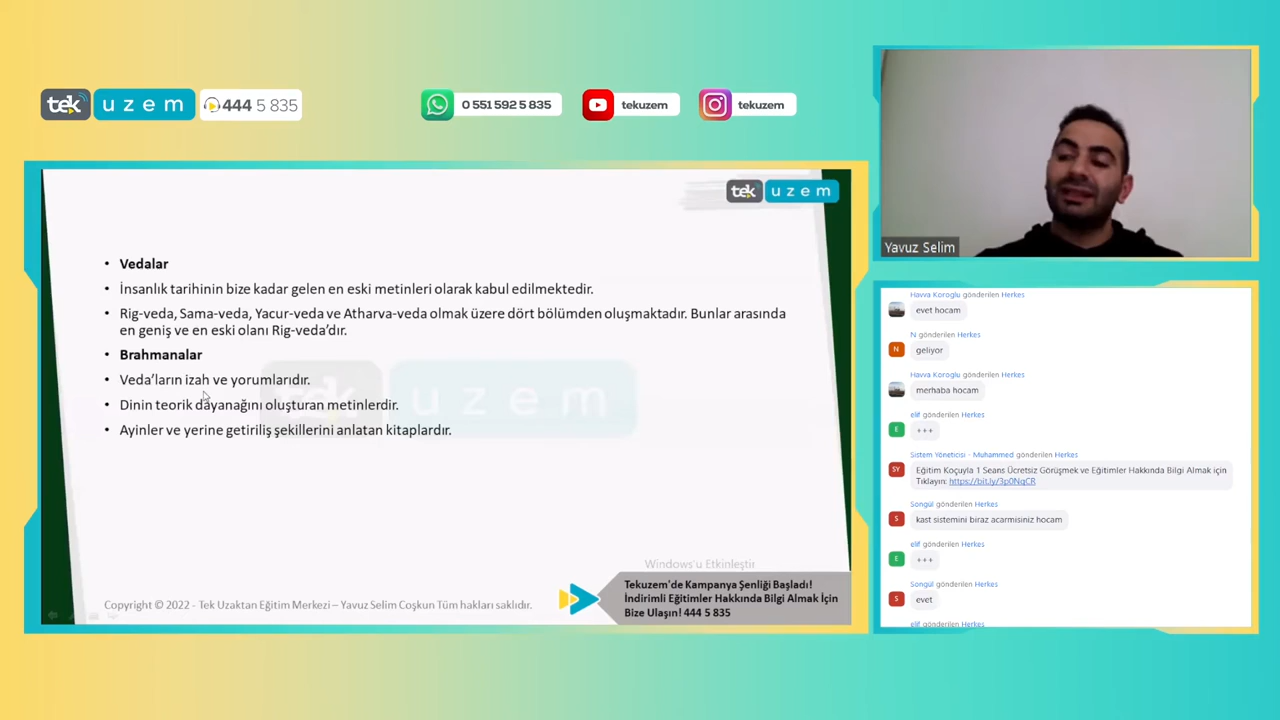 tek uzem 444 5 835
0 551 592 5 835
tekuzem
tekuzem
tek uzem
• Vedalar
• İnsanlık tarihinin bize kadar gelen en eski metinleri olarak kabul edilmektedir.
• Rig-veda, Sama-veda, Yacur-veda ve Atharva-veda olmak üzere dört bölümden oluşmaktadır. Bunlar arasında
en geniş ve en eski olanı Rig-veda’dır.
• Brahmanalar
• Veda’ların izah ve yorumlarıdır.
• Dinin teorik dayanağını oluşturan metinlerdir.
• Ayinler ve yerine getiriliş şekillerini anlatan kitaplardır.
uzem
Windows'u Etkinleştir
Copyright © 2022 - Tek Uzaktan Eğitim Merkezi – Yavuz Selim Coşkun Tüm hakları saklıdır.
Tekuzem'de Kampanya Şenliği Başladı!
İndirimli Eğitimler Hakkında Bilgi Almak İçin
Bize Ulaşın! 444 5 835
Yavuz Selim
Havva Koroglu gönderilen Herkes
evet hocam
N gönderilen Herkes
N
geliyor
Havva Koroglu gönderilen Herkes
merhaba hocam
elif gönderilen Herkes
E
+++
Sistem Yöneticisi - Muhammed gönderilen Herkes
SY
Eğitim Koçuyla 1 Seans Ücretsiz Görüşmek ve Eğitimler Hakkında Bilgi Almak için
Tıklayın: https://bit.ly/3p0NqCR
Songül gönderilen Herkes
S
kast sistemini biraz acarmisiniz hocam
elif gönderilen Herkes
E
+++
Songül gönderilen Herkes
S
evet
elif gönderilen Herkes